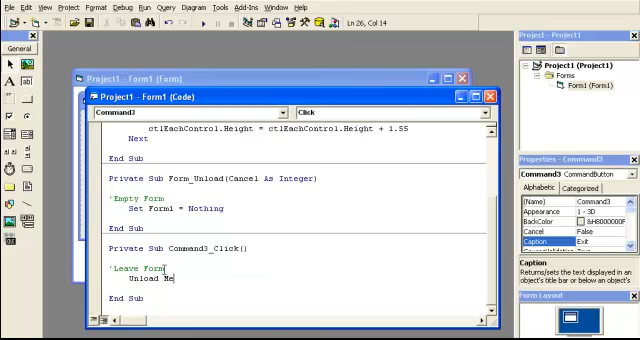 File Edit View Project Format Debug Run Query Diagram Tools Add-Ins Window Help
Ln 26, Col 14
General
Project1 - Form1 (Form)
Project1 - Form1 (Code)
Command3 Click
ctlEachControl.Height = ctlEachControl.Height + 1.55
Next
End Sub
Private Sub Form_Unload(Cancel As Integer)
'Empty Form
Set Form1 = Nothing
End Sub
Private Sub Command3_Click()
'Leave Form
Unload Me
End Sub
Project - Project1
Project1 (Project1)
Forms
Form1 (Form1)
Properties - Command3
Command3 CommandButton
Alphabetic Categorized
(Name) Command3
Appearance 1 - 3D
BackColor &H8000000F
Cancel False
Caption Exit
Caption
Returns/sets the text displayed in an
object's title bar or below an object's
Form Layout